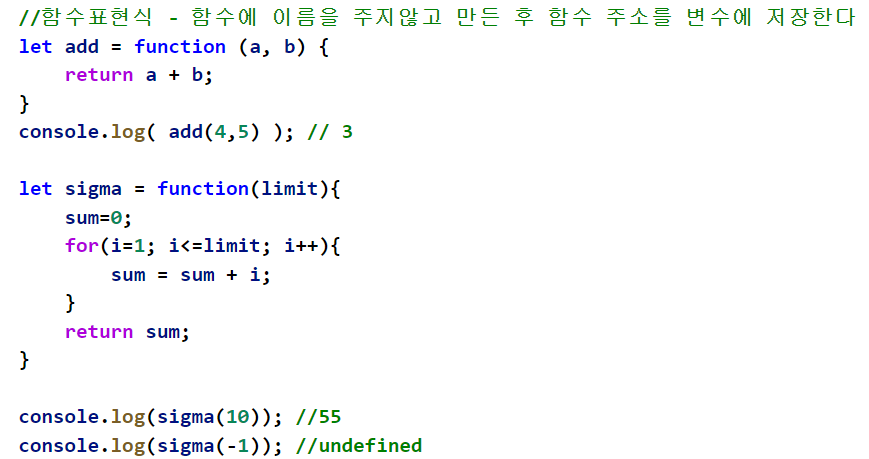 //함수표현식 - 함수에 이름을 주지않고 만든 후 함수 주소를 변수에 저장한다
let add = function (a, b) {
    return a + b;
}
console.log( add(4,5) ); // 3

let sigma = function(limit){
    sum=0;
    for(i=1; i<=limit; i++){
        sum = sum + i;
    }
    return sum;
}

console.log(sigma(10)); //55
console.log(sigma(-1)); //undefined